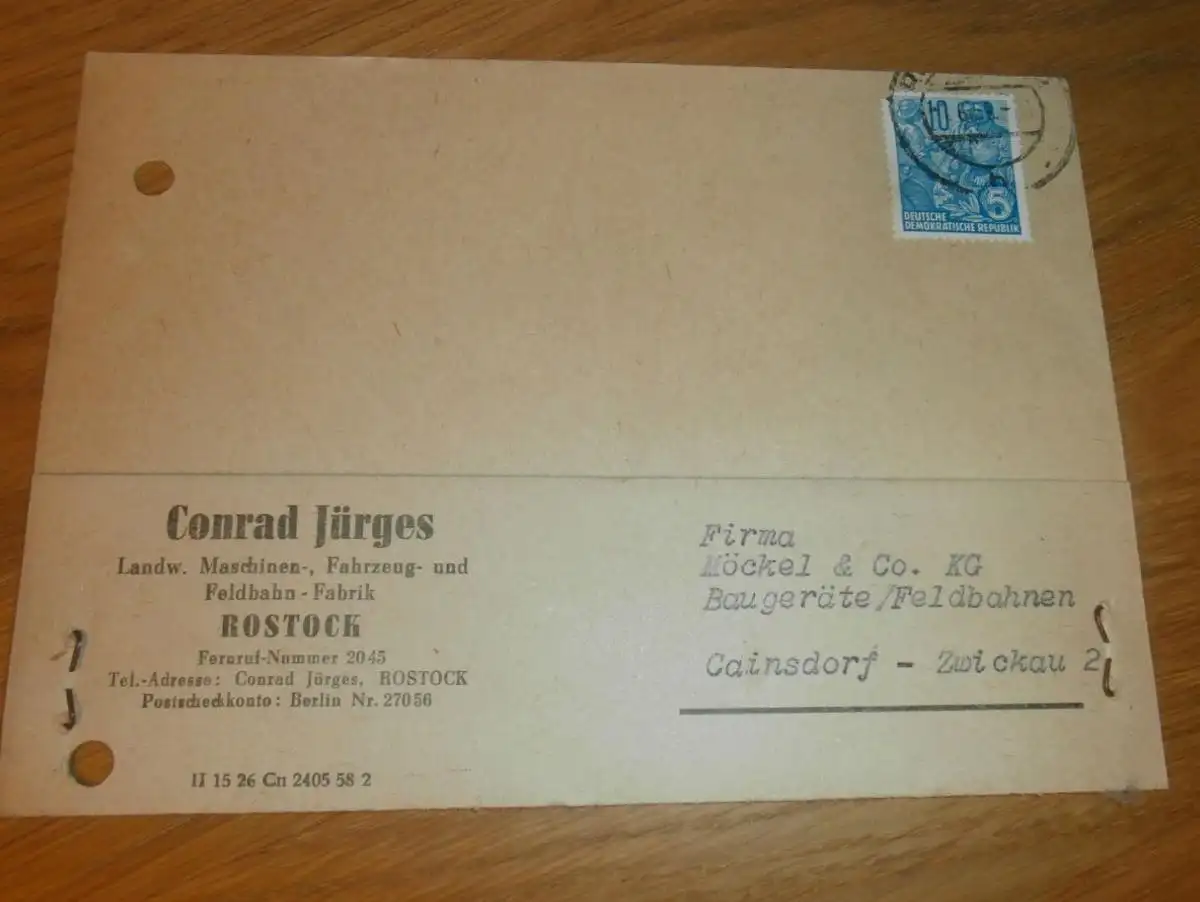 10
5
DEUTSCHE
DEMOKRATISCHE REPUBLIK
Conrad Jürges
Landw. Maschinen-, Fahrzeug- und
Feldbahn - Fabrik
ROSTOCK
Fernruf-Nummer 2045
Tel.-Adresse: Conrad Jürges, ROSTOCK
Postscheckkonto: Berlin Nr. 27056
II 15 26 Cn 2405 58 2
Firma
Möckel & Co. KG
Baugeräte/Feldbahnen
Cainsdorf - Zwickau 2